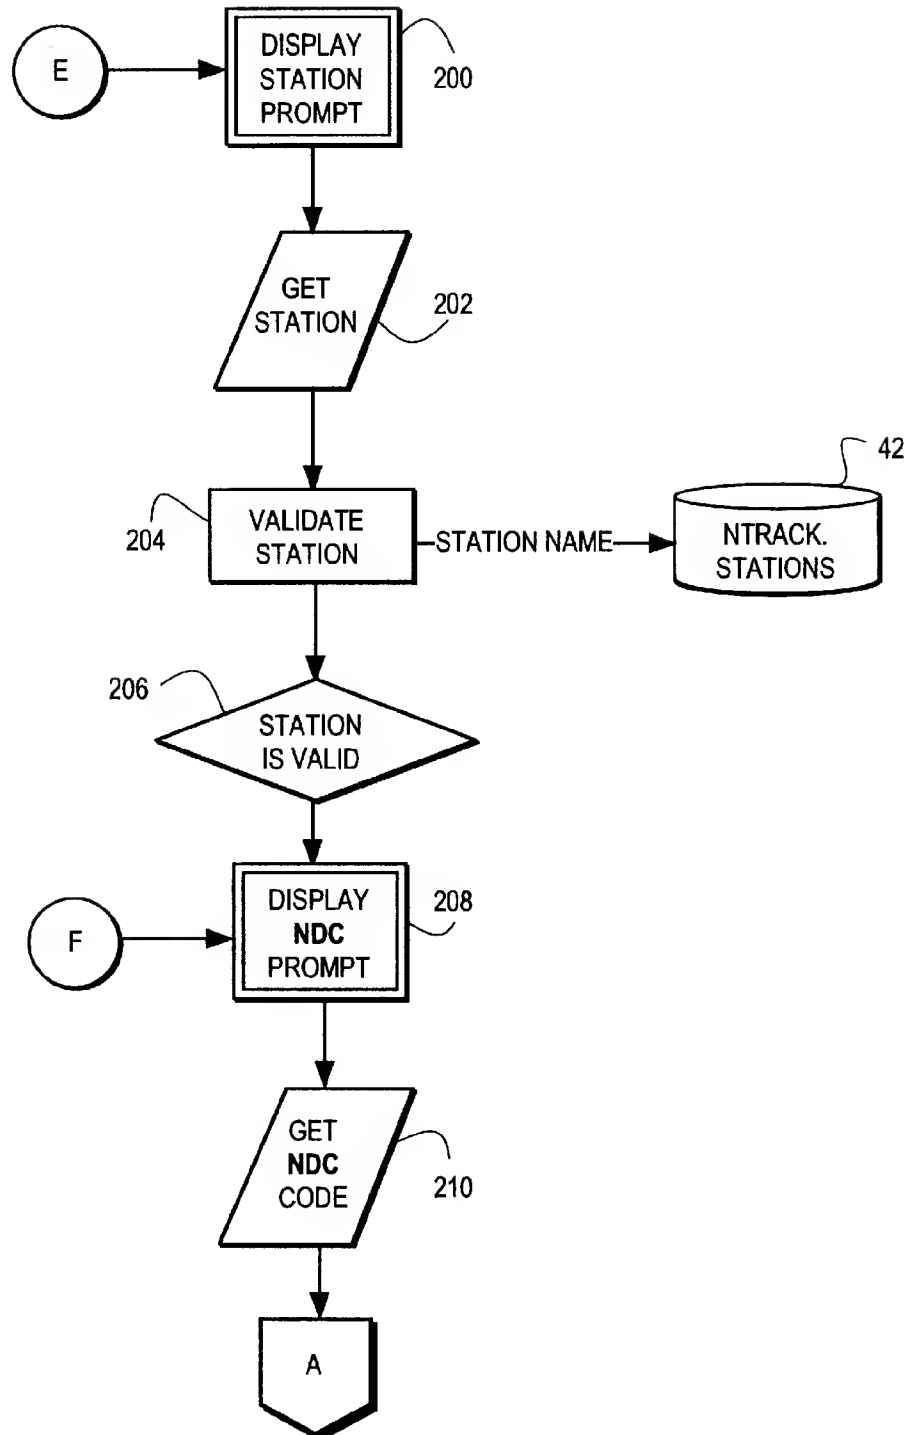 E
DISPLAY
STATION
PROMPT
200
GET
STATION
202
204
VALIDATE
STATION
STATION NAME
42
NTRACK.
STATIONS
206
STATION
IS VALID
F
DISPLAY
NDC
PROMPT
208
GET
NDC
CODE
210
A